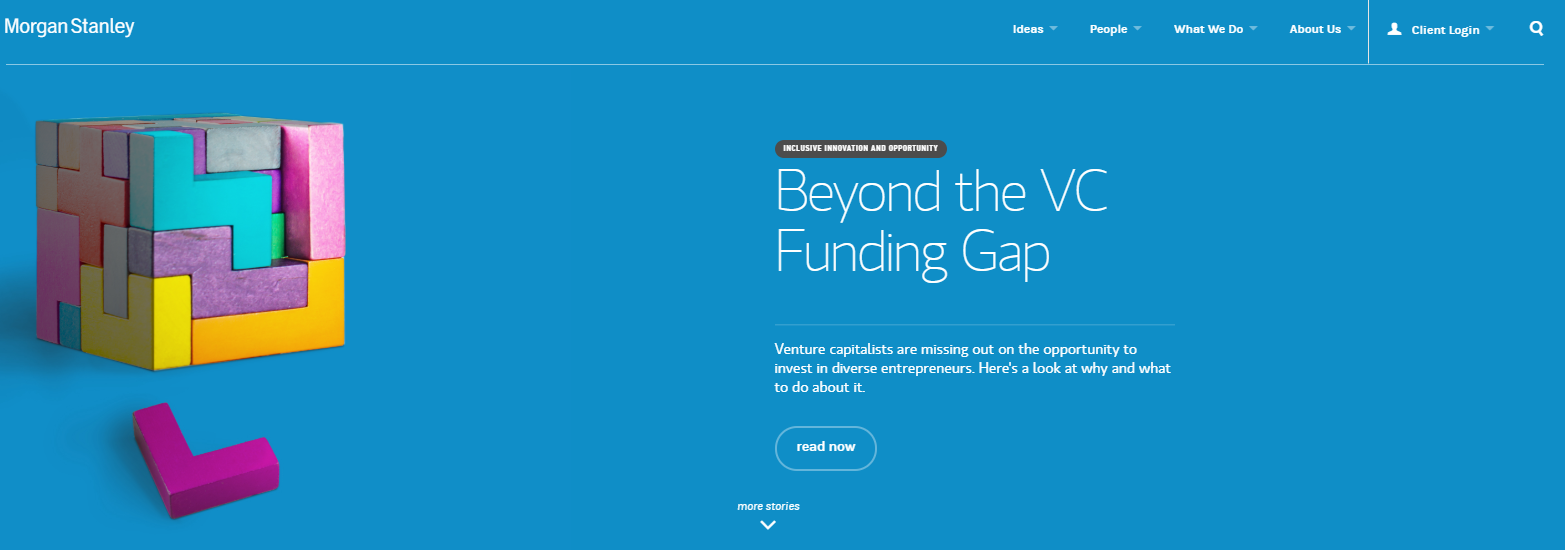 Morgan Stanley
Ideas
People
What We Do
About Us
Client Login
INCLUSIVE INNOVATION AND OPPORTUNITY
Beyond the VC
Funding Gap
Venture capitalists are missing out on the opportunity to
invest in diverse entrepreneurs. Here's a look at why and what
to do about it.
read now
more stories